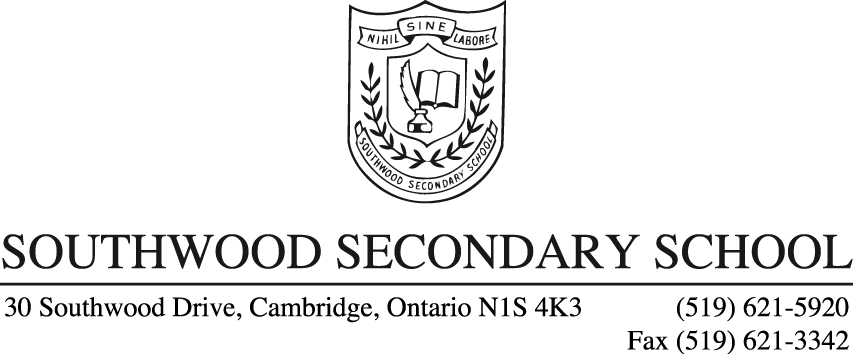 NIHIL SINE LABORE
SOUTHWOOD SECONDARY SCHOOL
SOUTHWOOD SECONDARY SCHOOL
30 Southwood Drive, Cambridge, Ontario N1S 4K3 (519) 621-5920
Fax (519) 621-3342